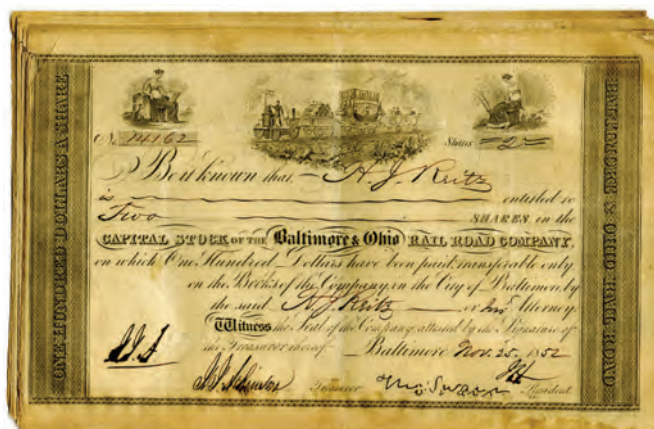 ONE HUNDRED DOLLARS A SHARE
No. 14162 Shares 2
Be it known that A. J. Reitz
is entitled to
Two SHARES in the
CAPITAL STOCK OF THE Baltimore & Ohio RAIL ROAD COMPANY,
on which One Hundred Dollars have been paid, transferable only
on the Books of the Company in the City of Baltimore by
the said A J Reitz or his Attorney
Witness the Seal of the Company, attested by the Signature of
the Treasurer thereof Baltimore Nov. 25, 1852
Treasurer Tho. Swann President
BALTIMORE & OHIO RAIL ROAD